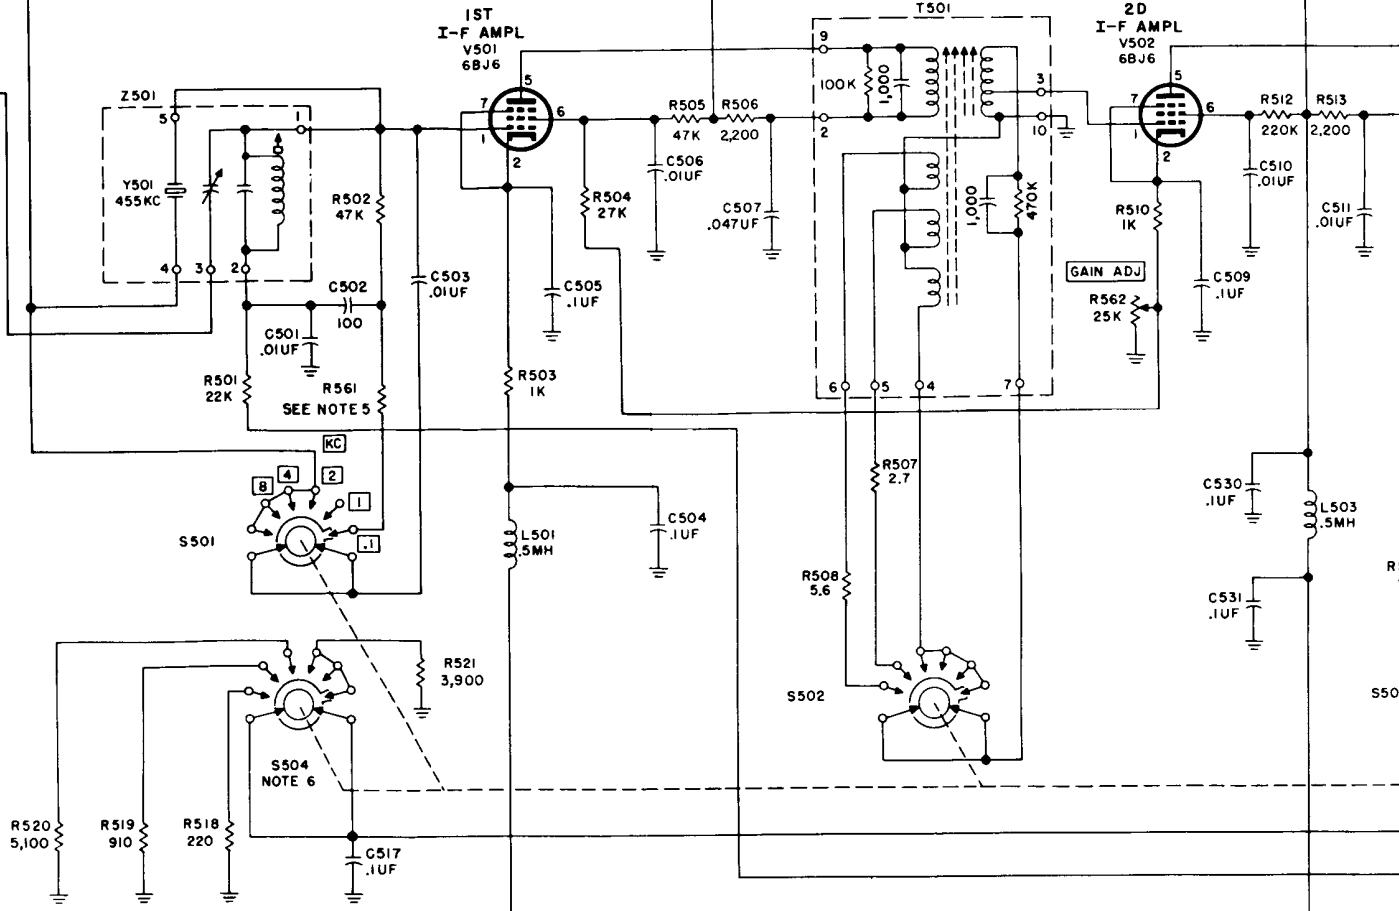 1ST
I-F AMPL
V501
6BJ6
T501
2D
I-F AMPL
V502
6BJ6
Z501
5
1
Y501
455KC
4
3
2
R502
47K
7
1
5
6
2
R505
47K
R506
2,200
C506
.01UF
R504
27K
C507
.047UF
9
2
100K
1,000
3
10
1,000
470K
6
5
4
7
7
1
5
6
2
R512
220K
R513
2,200
C510
.01UF
C511
.01UF
R510
1K
GAIN ADJ
R562
25K
C509
.1UF
C502
100
C501
.01UF
C503
.01UF
C505
.1UF
R501
22K
R561
SEE NOTE 5
R503
1K
KC
8
4
2
1
.1
S501
L501
.5MH
C504
.1UF
R507
2.7
R508
5.6
C530
.1UF
L503
.5MH
C531
.1UF
R521
3,900
S502
S504
NOTE 6
R520
5,100
R519
910
R518
220
C517
.1UF